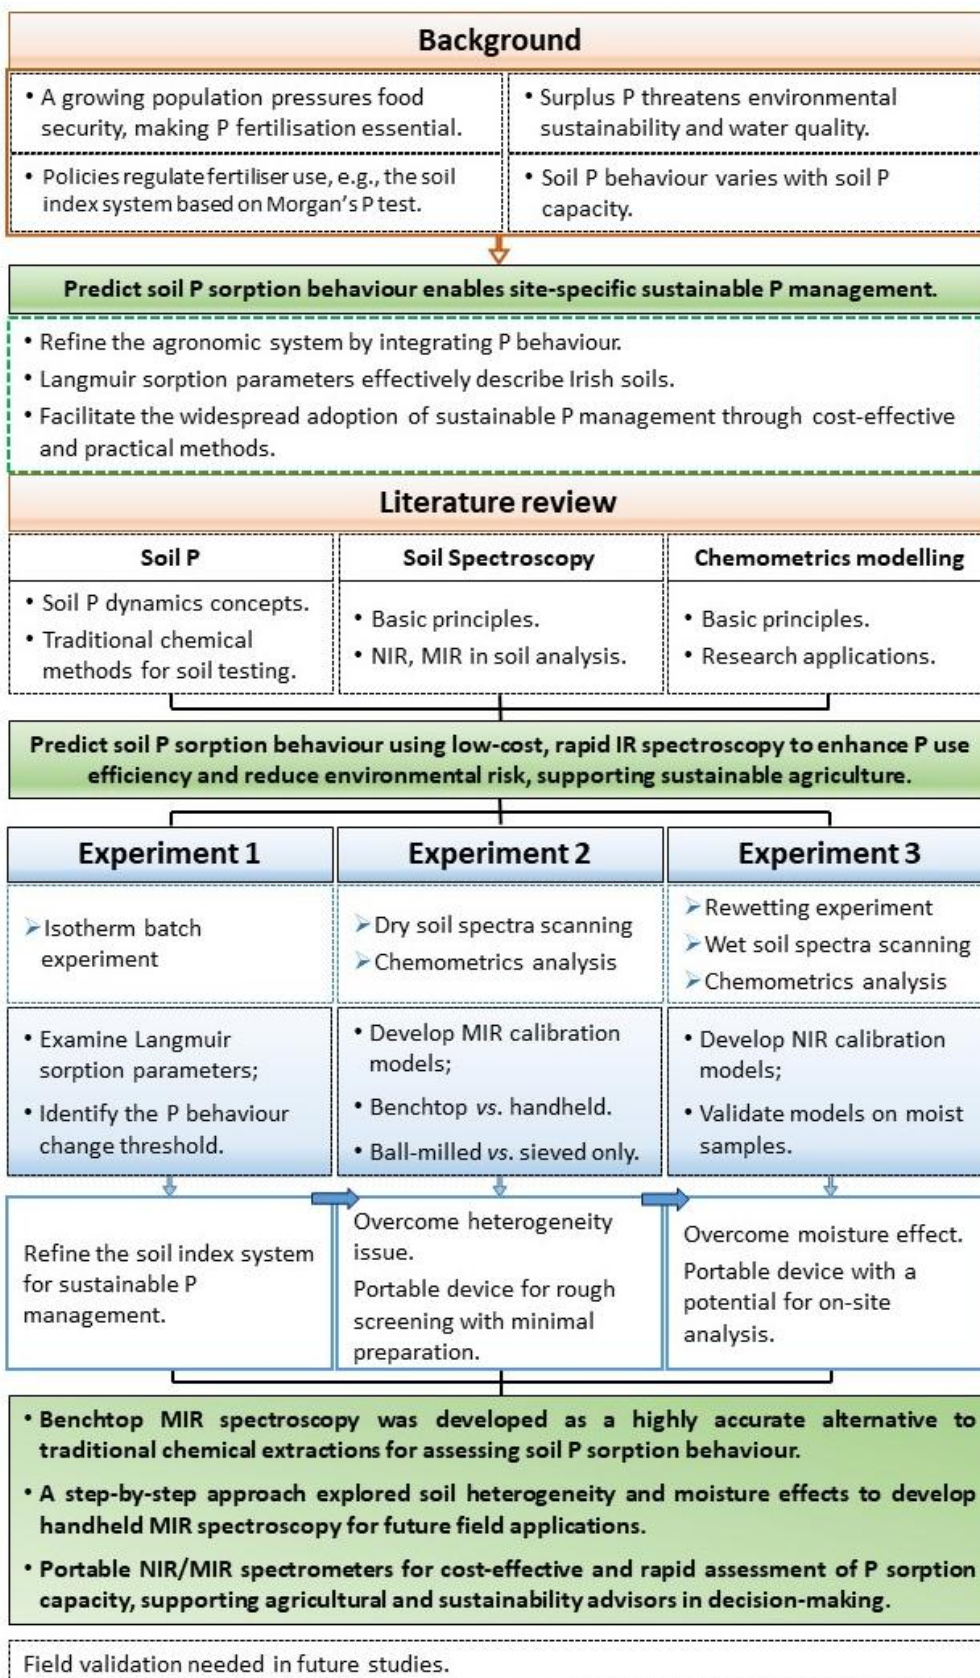 Background
• A growing population pressures food
security, making P fertilisation essential.
• Surplus P threatens environmental
sustainability and water quality.
• Policies regulate fertiliser use, e.g., the soil
index system based on Morgan's P test.
• Soil P behaviour varies with soil P
capacity.
Predict soil P sorption behaviour enables site-specific sustainable P management.
• Refine the agronomic system by integrating P behaviour.
• Langmuir sorption parameters effectively describe Irish soils.
• Facilitate the widespread adoption of sustainable P management through cost-effective
and practical methods.
Literature review
Soil P
• Soil P dynamics concepts.
• Traditional chemical
methods for soil testing.
Soil Spectroscopy
• Basic principles.
• NIR, MIR in soil analysis.
Chemometrics modelling
• Basic principles.
• Research applications.
Predict soil P sorption behaviour using low-cost, rapid IR spectroscopy to enhance P use
efficiency and reduce environmental risk, supporting sustainable agriculture.
Experiment 1
➢Isotherm batch
experiment
• Examine Langmuir
sorption parameters;
• Identify the P behaviour
change threshold.
Refine the soil index system
for sustainable P
management.
Experiment 2
➢Dry soil spectra scanning
➢Chemometrics analysis
• Develop MIR calibration
models;
• Benchtop vs. handheld.
• Ball-milled vs. sieved only.
Overcome heterogeneity
issue.
Portable device for rough
screening with minimal
preparation.
Experiment 3
➢Rewetting experiment
➢Wet soil spectra scanning
➢Chemometrics analysis
• Develop NIR calibration
models;
• Validate models on moist
samples.
Overcome moisture effect.
Portable device with a
potential for on-site
analysis.
• Benchtop MIR spectroscopy was developed as a highly accurate alternative to
traditional chemical extractions for assessing soil P sorption behaviour.
• A step-by-step approach explored soil heterogeneity and moisture effects to develop
handheld MIR spectroscopy for future field applications.
• Portable NIR/MIR spectrometers for cost-effective and rapid assessment of P sorption
capacity, supporting agricultural and sustainability advisors in decision-making.
Field validation needed in future studies.